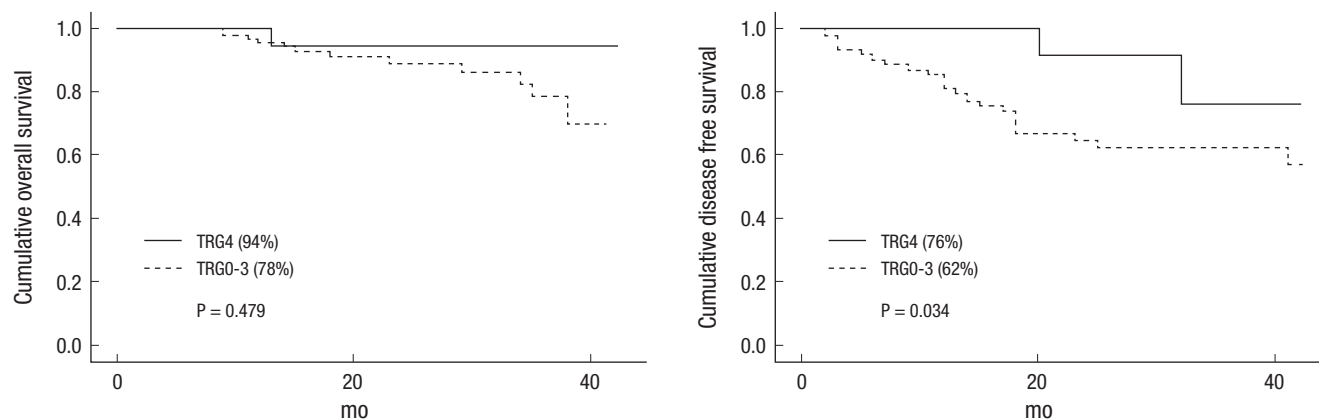 Cumulative overall survival
1.0
0.8
0.6
0.4
0.2
0.0
TRG4 (94%)
TRG0-3 (78%)
P = 0.479
0 20 40
mo
Cumulative disease free survival
1.0
0.8
0.6
0.4
0.2
0.0
TRG4 (76%)
TRG0-3 (62%)
P = 0.034
0 20 40
mo